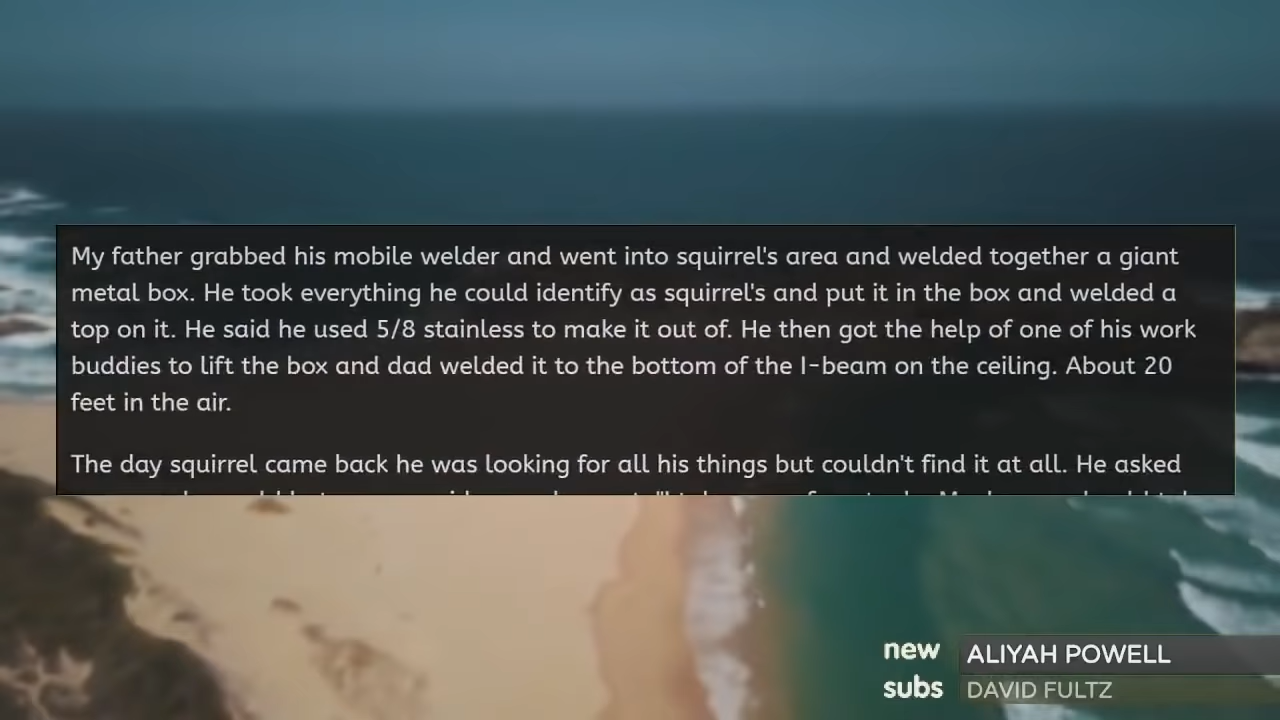 My father grabbed his mobile welder and went into squirrel's area and welded together a giant
metal box. He took everything he could identify as squirrel's and put it in the box and welded a
top on it. He said he used 5/8 stainless to make it out of. He then got the help of one of his work
buddies to lift the box and dad welded it to the bottom of the I-beam on the ceiling. About 20
feet in the air.
The day squirrel came back he was looking for all his things but couldn't find it at all. He asked
new ALIYAH POWELL
subs DAVID FULTZ